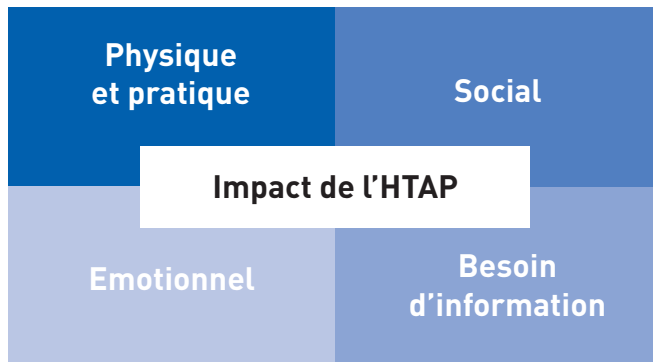 Physique
et pratique
Social
Impact de l’HTAP
Emotionnel
Besoin
d’information